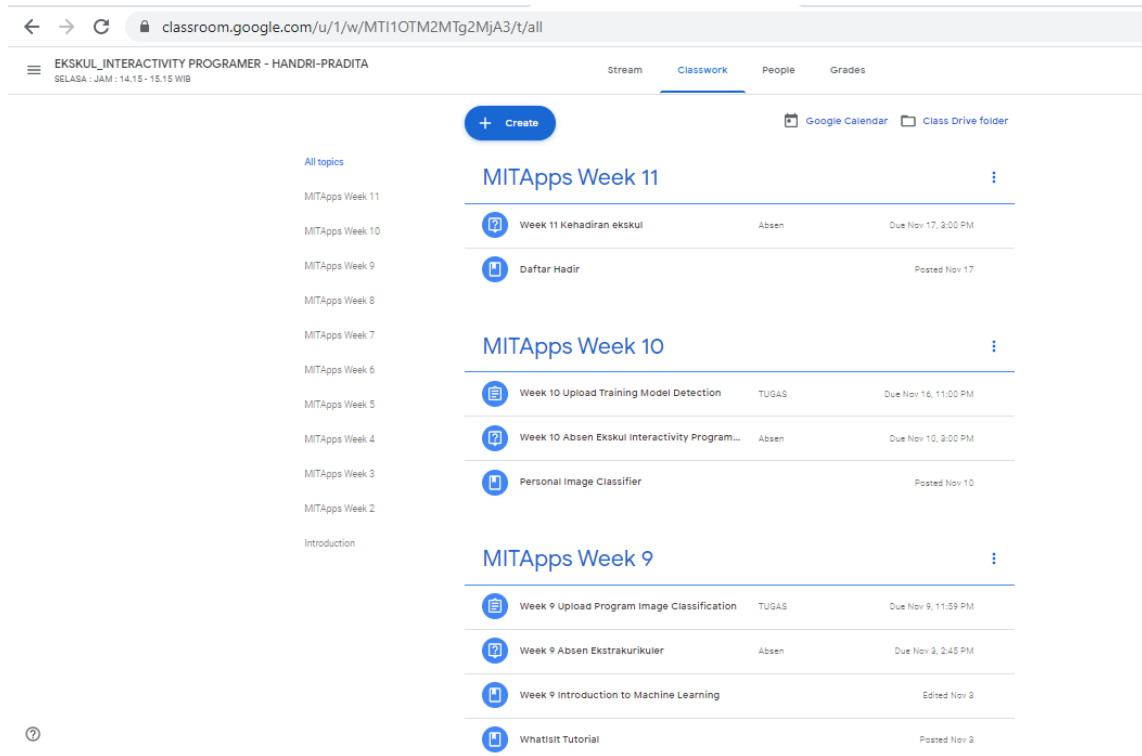 classroom.google.com/u/1/w/MTI1OTM2MTg2MjA3/t/all
EKSKUL_INTERACTIVITY PROGRAMER - HANDRI-PRADITA
SELASA : JAM : 14.15 - 15.15 WIB
Stream Classwork People Grades
+ Create
Google Calendar Class Drive folder
All topics
MITApps Week 11
MITApps Week 10
MITApps Week 9
MITApps Week 8
MITApps Week 7
MITApps Week 6
MITApps Week 5
MITApps Week 4
MITApps Week 3
MITApps Week 2
Introduction
MITApps Week 11
Week 11 Kehadiran ekskul Absen Due Nov 17, 3:00 PM
Daftar Hadir Posted Nov 17
MITApps Week 10
Week 10 Upload Training Model Detection TUGAS Due Nov 16, 11:00 PM
Week 10 Absen Ekskul Interactivity Program... Absen Due Nov 10, 3:00 PM
Personal Image Classifier Posted Nov 10
MITApps Week 9
Week 9 Upload Program Image Classification TUGAS Due Nov 9, 11:59 PM
Week 9 Absen Ekstrakurikuler Absen Due Nov 3, 2:45 PM
Week 9 Introduction to Machine Learning Edited Nov 3
WhatIsIt Tutorial Posted Nov 3